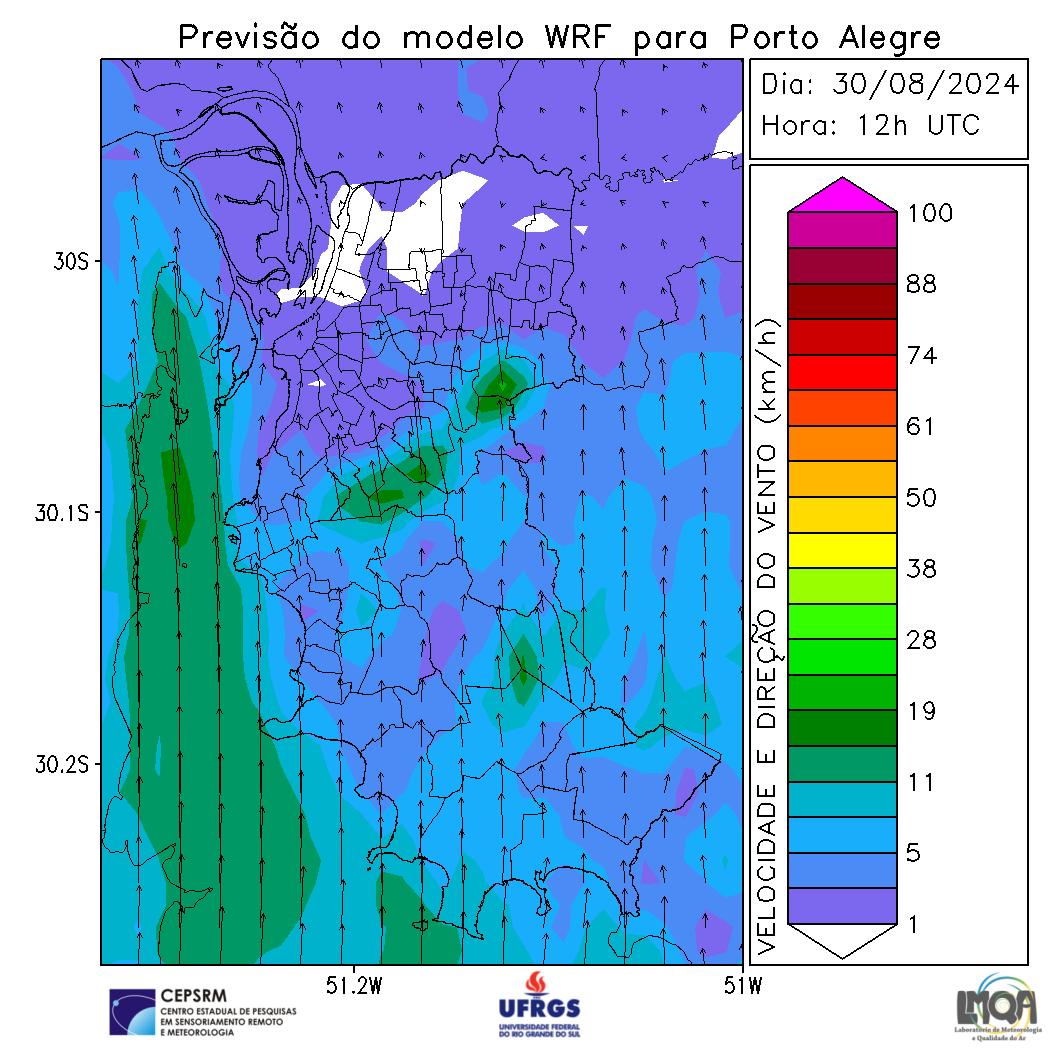 Previsão do modelo WRF para Porto Alegre
Dia: 30/08/2024
Hora: 12h UTC
30S
30.1S
30.2S
51.2W
51W
VELOCIDADE E DIREÇÃO DO VENTO (km/h)
100
88
74
61
50
38
28
19
11
5
1
CEPSRM
CENTRO ESTADUAL DE PESQUISAS
EM SENSORIAMENTO REMOTO
E METEOROLOGIA
UFRGS
UNIVERSIDADE FEDERAL
DO RIO GRANDE DO SUL
LMQA
Laboratório de Meteorologia
e Qualidade do Ar